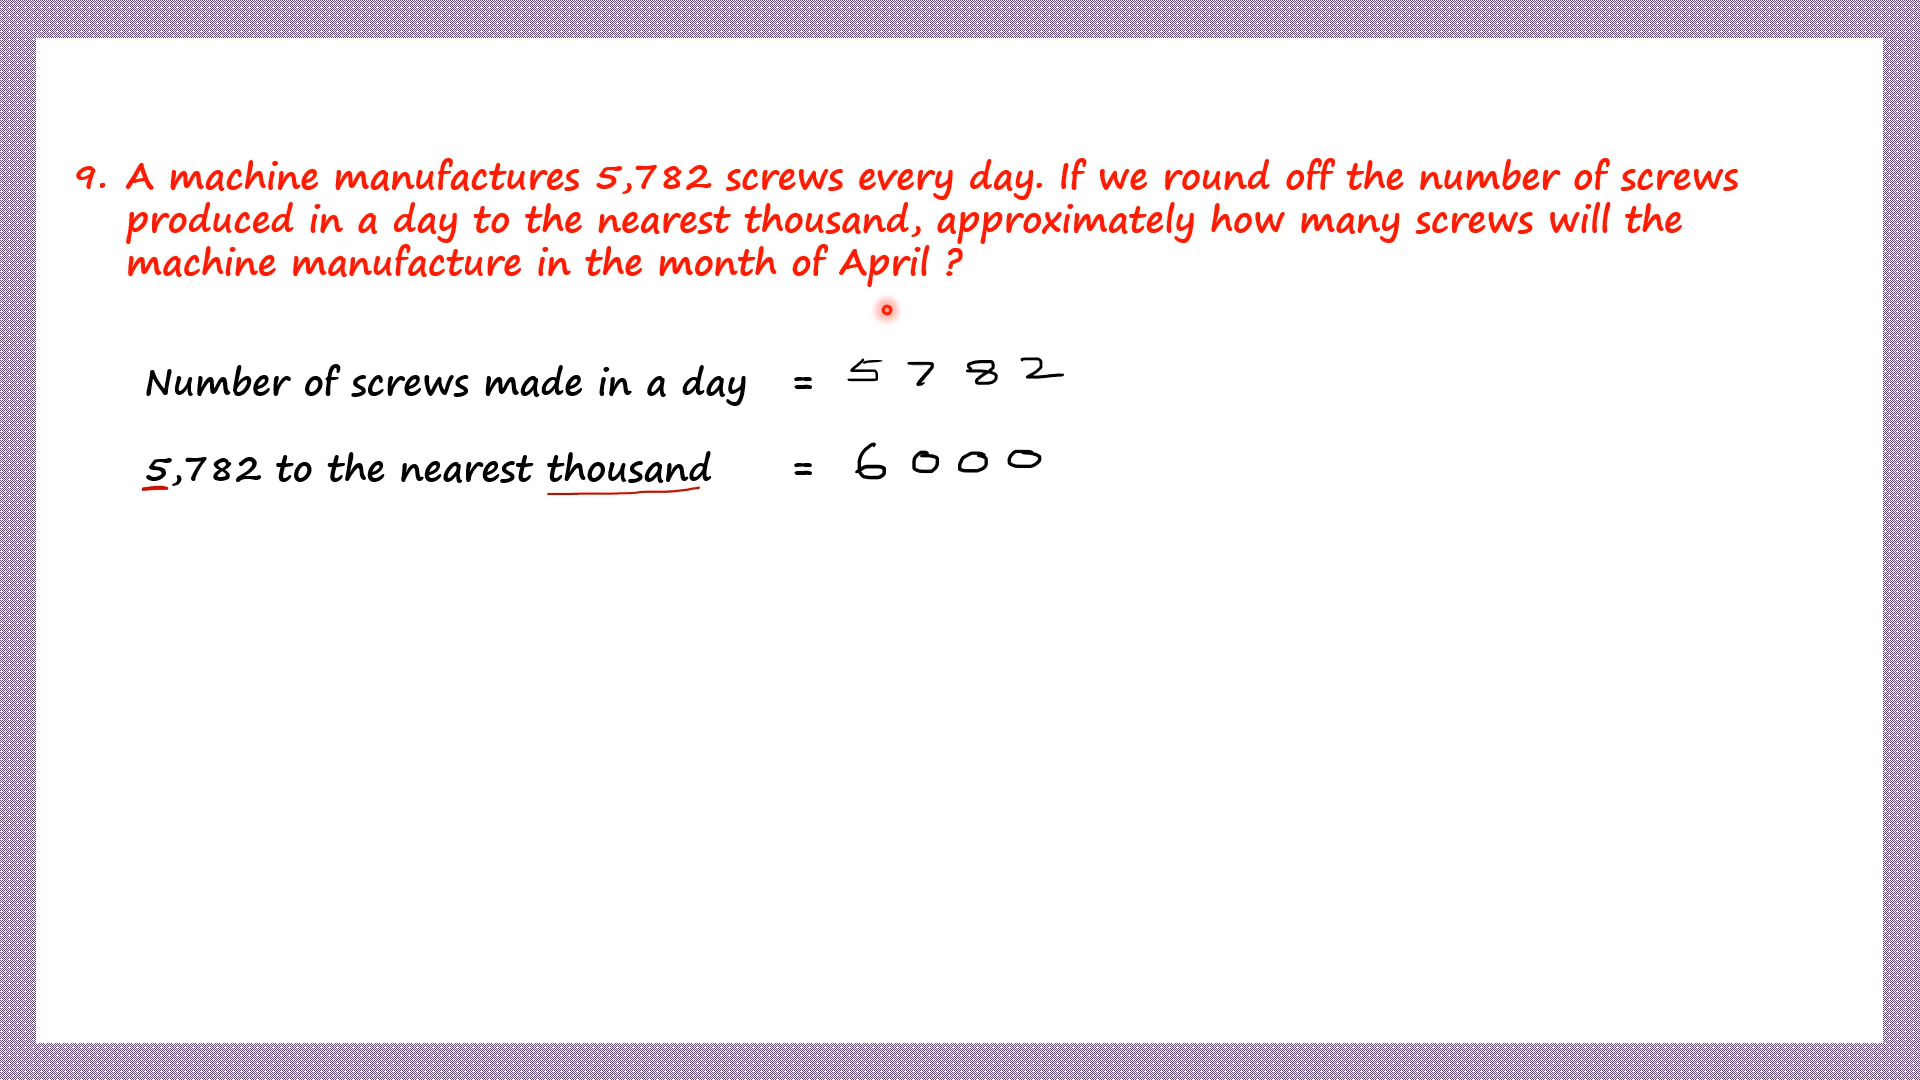 9. A machine manufactures 5,782 screws every day. If we round off the number of screws
produced in a day to the nearest thousand, approximately how many screws will the
machine manufacture in the month of April ?
Number of screws made in a day = 5 7 8 2
5,782 to the nearest thousand = 6 0 0 0